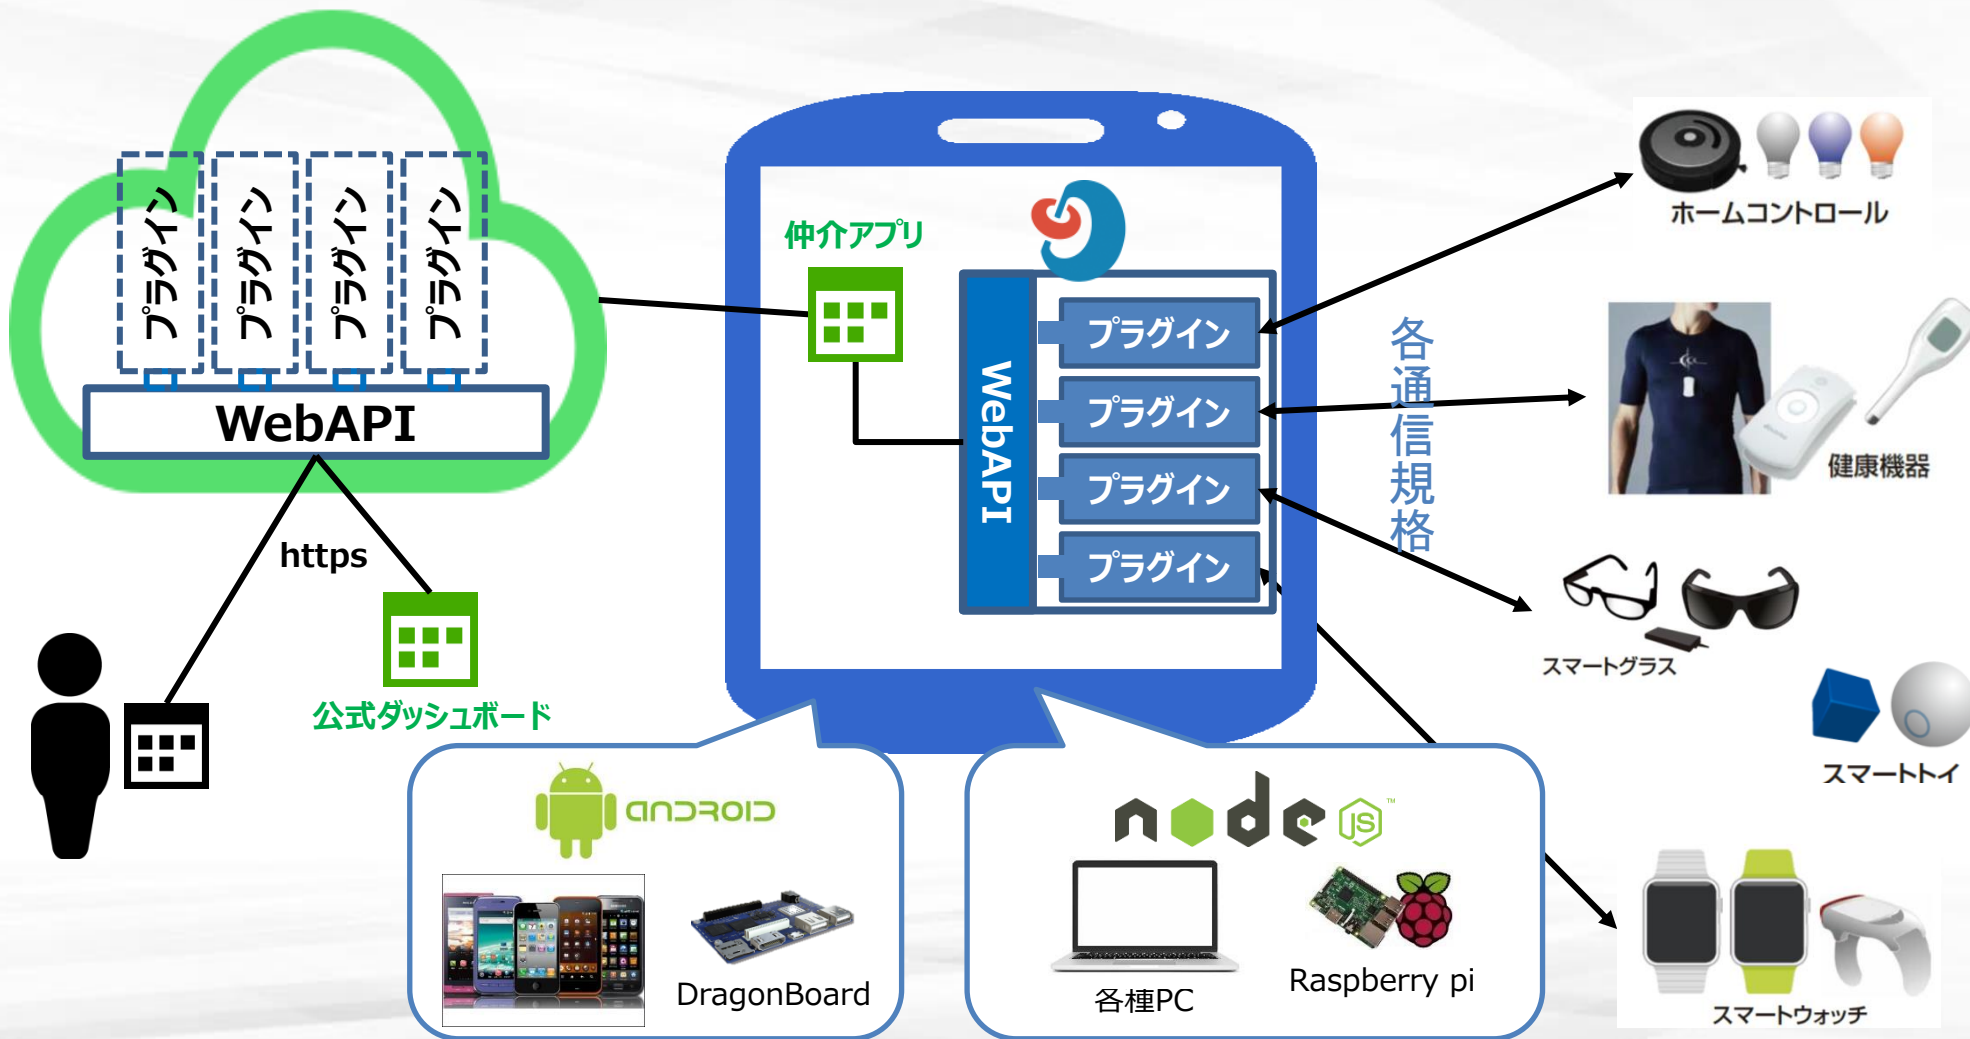 プラグイン
プラグイン
プラグイン
プラグイン
WebAPI
https
公式ダッシュボード
仲介アプリ
WebAPI
プラグイン
プラグイン
プラグイン
プラグイン
各通信規格
ホームコントロール
健康機器
スマートグラス
スマートトイ
スマートウォッチ
ANDROID
DragonBoard
node
JS
TM
各種PC
Raspberry pi